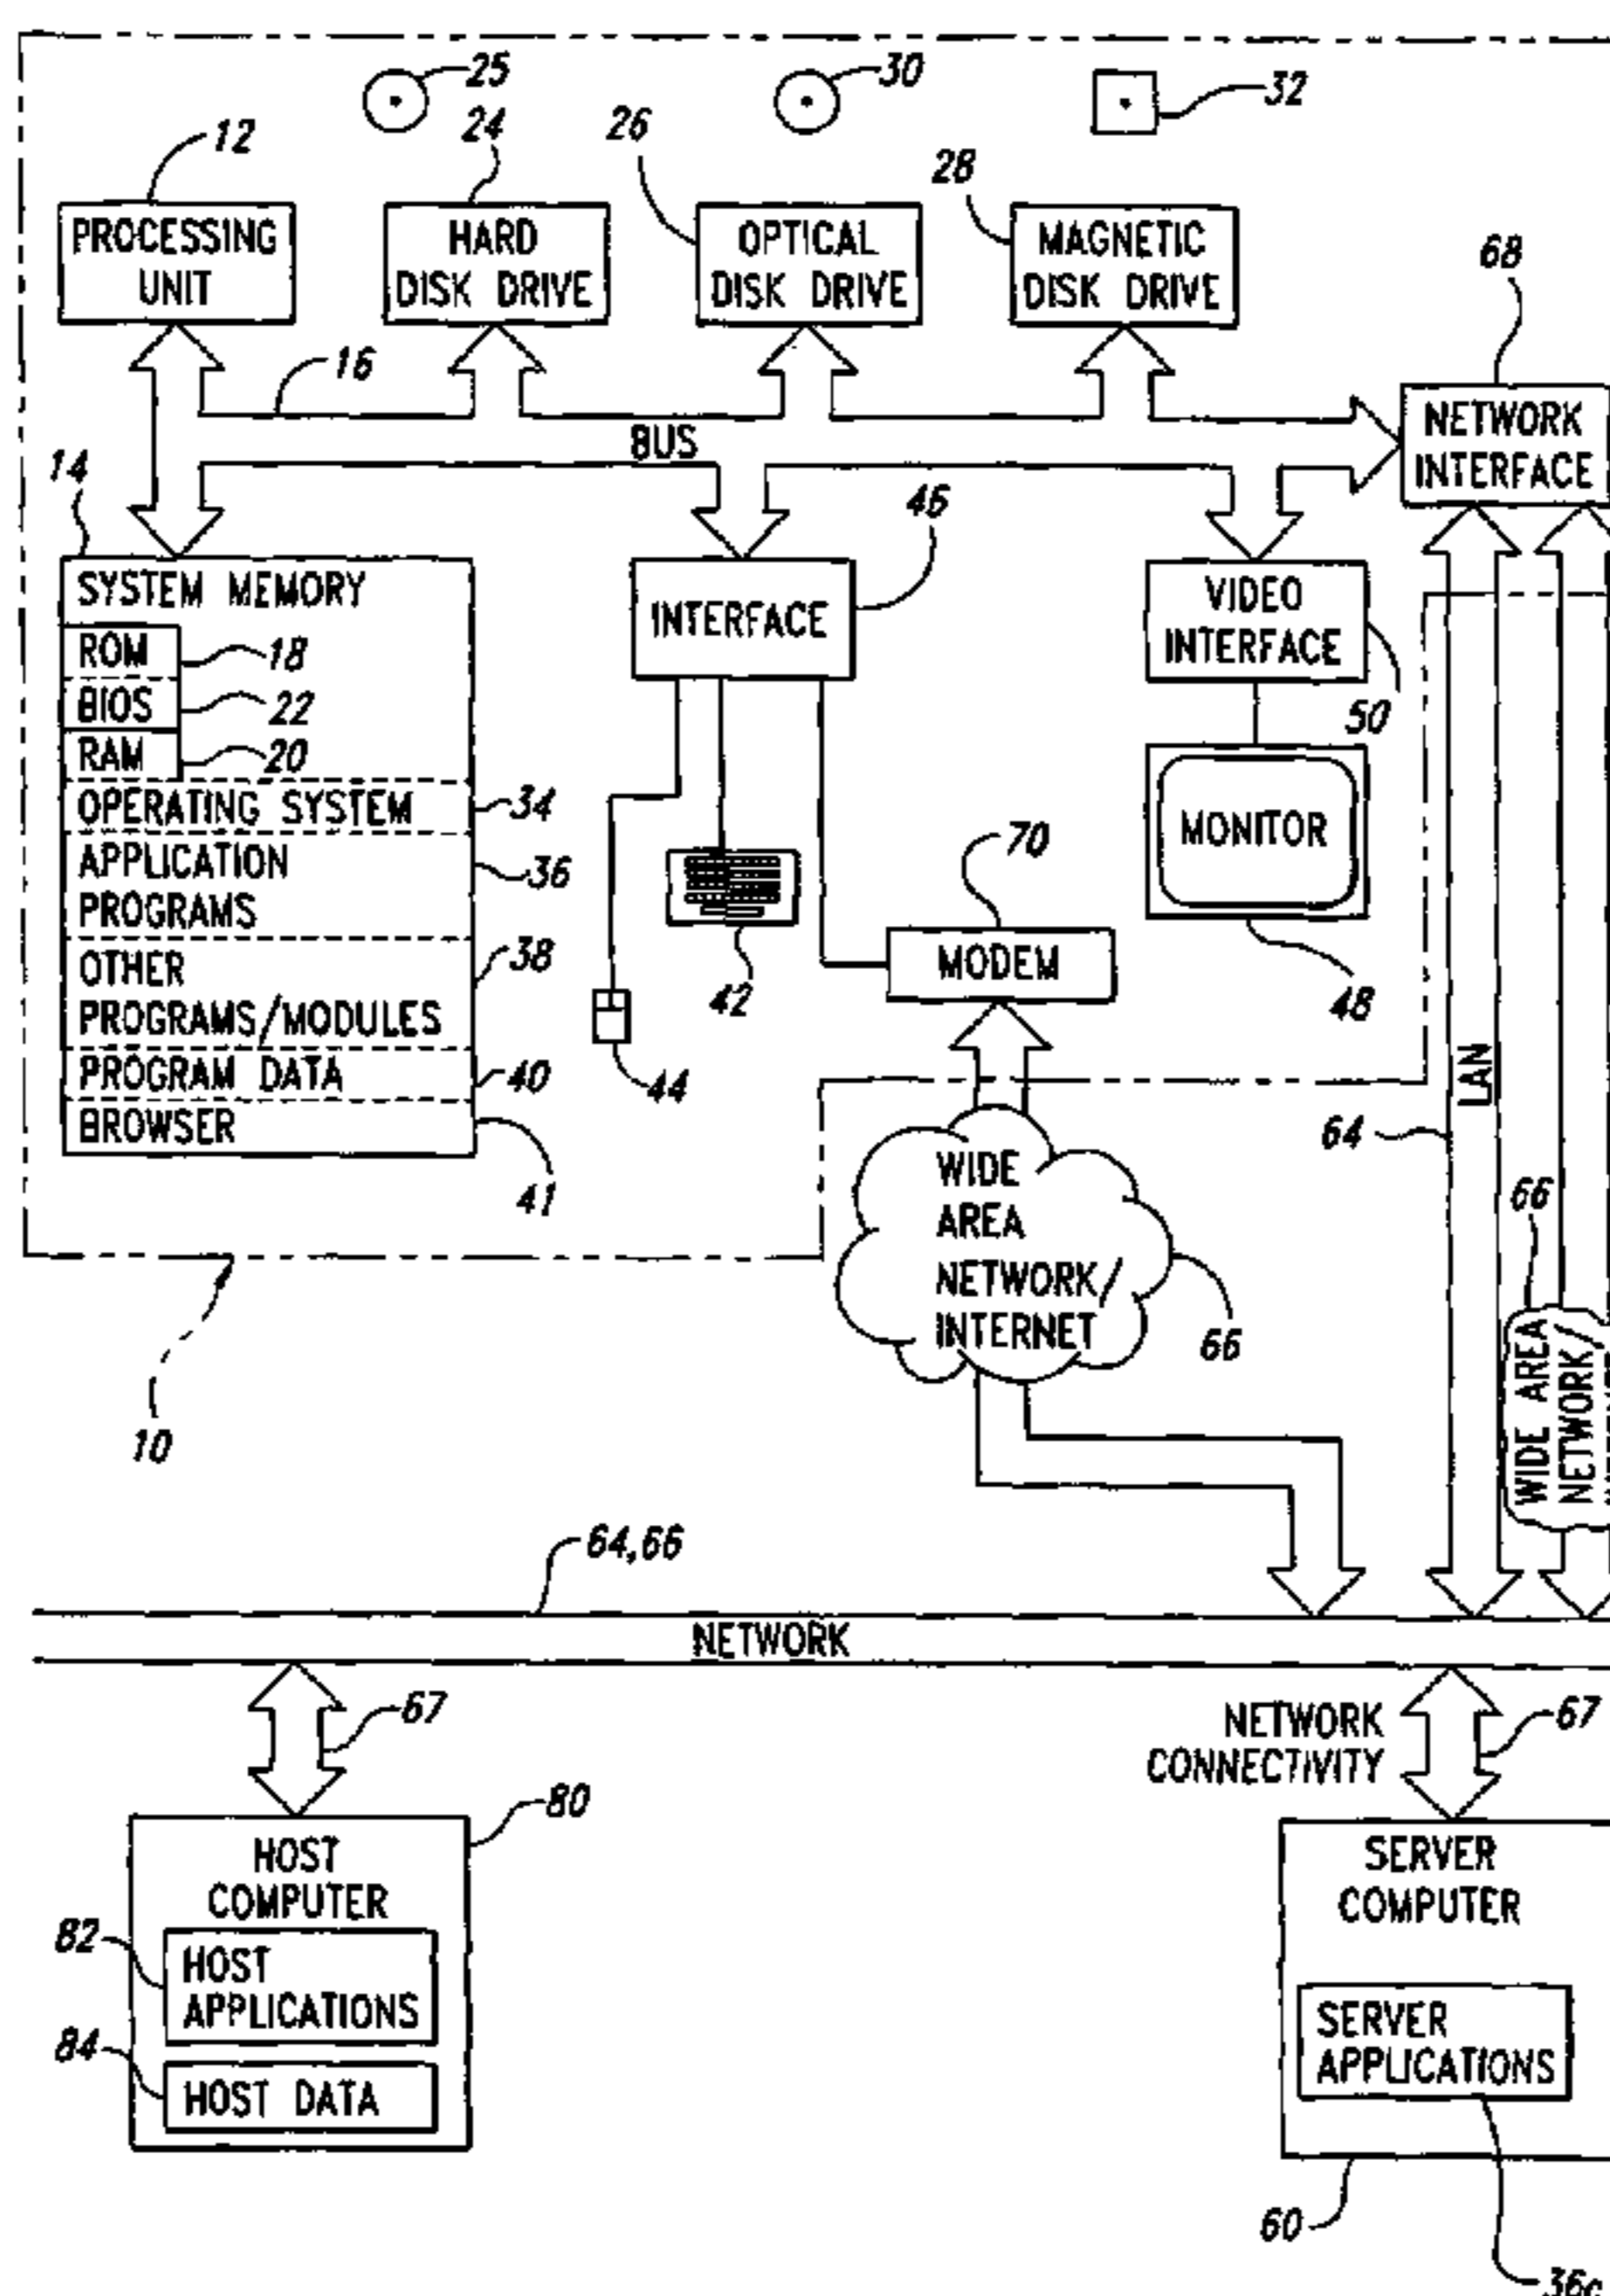 25
30
32
12
24
26
28
PROCESSING
UNIT
HARD
DISK DRIVE
OPTICAL
DISK DRIVE
MAGNETIC
DISK DRIVE
68
16
BUS
NETWORK
INTERFACE
14
46
SYSTEM MEMORY
ROM
18
BIOS
22
RAM
20
OPERATING SYSTEM
34
APPLICATION
PROGRAMS
36
OTHER
PROGRAMS/MODULES
38
PROGRAM DATA
40
BROWSER
41
INTERFACE
VIDEO
INTERFACE
50
MONITOR
48
70
MODEM
42
44
LAN
64
66
WIDE
AREA
NETWORK/
INTERNET
66
WIDE AREA
NETWORK/
10
64,66
NETWORK
67
NETWORK
CONNECTIVITY
67
80
HOST
COMPUTER
82
HOST
APPLICATIONS
84
HOST DATA
SERVER
COMPUTER
SERVER
APPLICATIONS
60